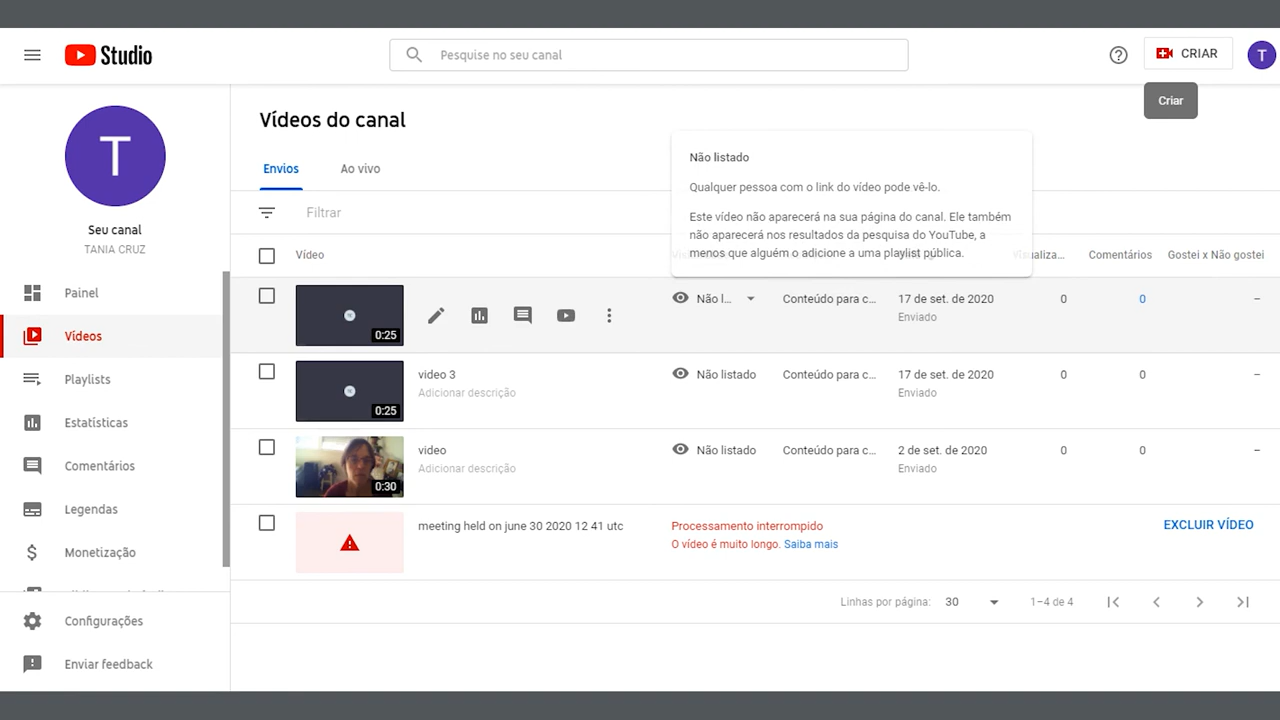 Studio
Pesquise no seu canal
CRIAR
T
Criar
T
Seu canal
TANIA CRUZ
Painel
Vídeos
Playlists
Estatísticas
Comentários
Legendas
Monetização
Configurações
Enviar feedback
Vídeos do canal
Envios
Ao vivo
Filtrar
Não listado
Qualquer pessoa com o link do vídeo pode vê-lo.
Este vídeo não aparecerá na sua página do canal. Ele também
não aparecerá nos resultados da pesquisa do YouTube, a
menos que alguém o adicione a uma playlist pública.
Vídeo
Comentários
Gostei x Não gostei
0:25
Não l...
Conteúdo para c...
17 de set. de 2020
Enviado
0
0
–
0:25
video 3
Adicionar descrição
Não listado
Conteúdo para c...
17 de set. de 2020
Enviado
0
0
–
0:30
video
Adicionar descrição
Não listado
Conteúdo para c...
2 de set. de 2020
Enviado
0
0
–
meeting held on june 30 2020 12 41 utc
Processamento interrompido
O vídeo é muito longo. Saiba mais
EXCLUIR VÍDEO
Linhas por página:
30
1–4 de 4